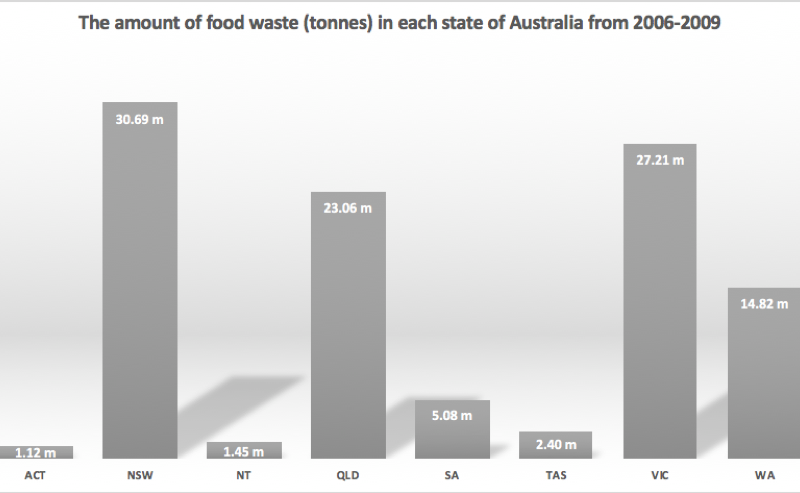 The amount of food waste (tonnes) in each state of Australia from 2006-2009
30.69 m
27.21 m
23.06 m
14.82 m
5.08 m
2.40 m
1.12 m
1.45 m
ACT NSW NT QLD SA TAS VIC WA